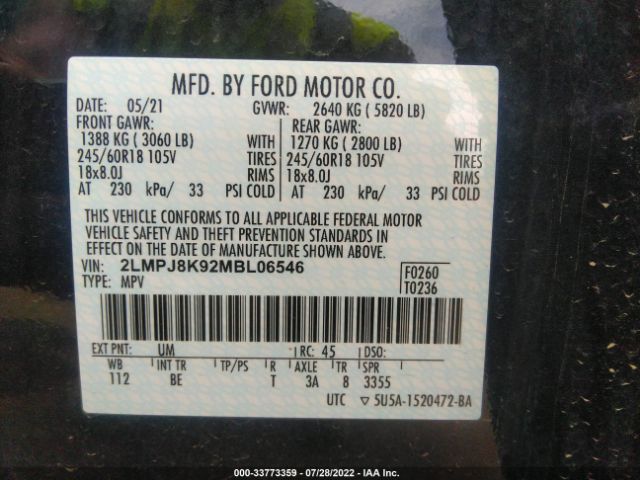 MFD. BY FORD MOTOR CO.
DATE: 05/21 GVWR: 2640 KG ( 5820 LB)
FRONT GAWR: REAR GAWR:
1388 KG ( 3060 LB) WITH 1270 KG ( 2800 LB) WITH
245/60R18 105V TIRES 245/60R18 105V TIRES
18x8.0J RIMS 18x8.0J RIMS
AT 230 kPa/ 33 PSI COLD AT 230 kPa/ 33 PSI COLD
THIS VEHICLE CONFORMS TO ALL APPLICABLE FEDERAL MOTOR
VEHICLE SAFETY AND THEFT PREVENTION STANDARDS IN
EFFECT ON THE DATE OF MANUFACTURE SHOWN ABOVE.
VIN: 2LMPJ8K92MBL06546 F0260
TYPE: MPV T0236
EXT PNT: UM RC: 45 DSO:
WB INT TR TP/PS R AXLE TR SPR
112 BE T 3A 8 3355
UTC ▽ 5U5A-1520472-BA
000-33773359 - 07/28/2022 - IAA Inc.